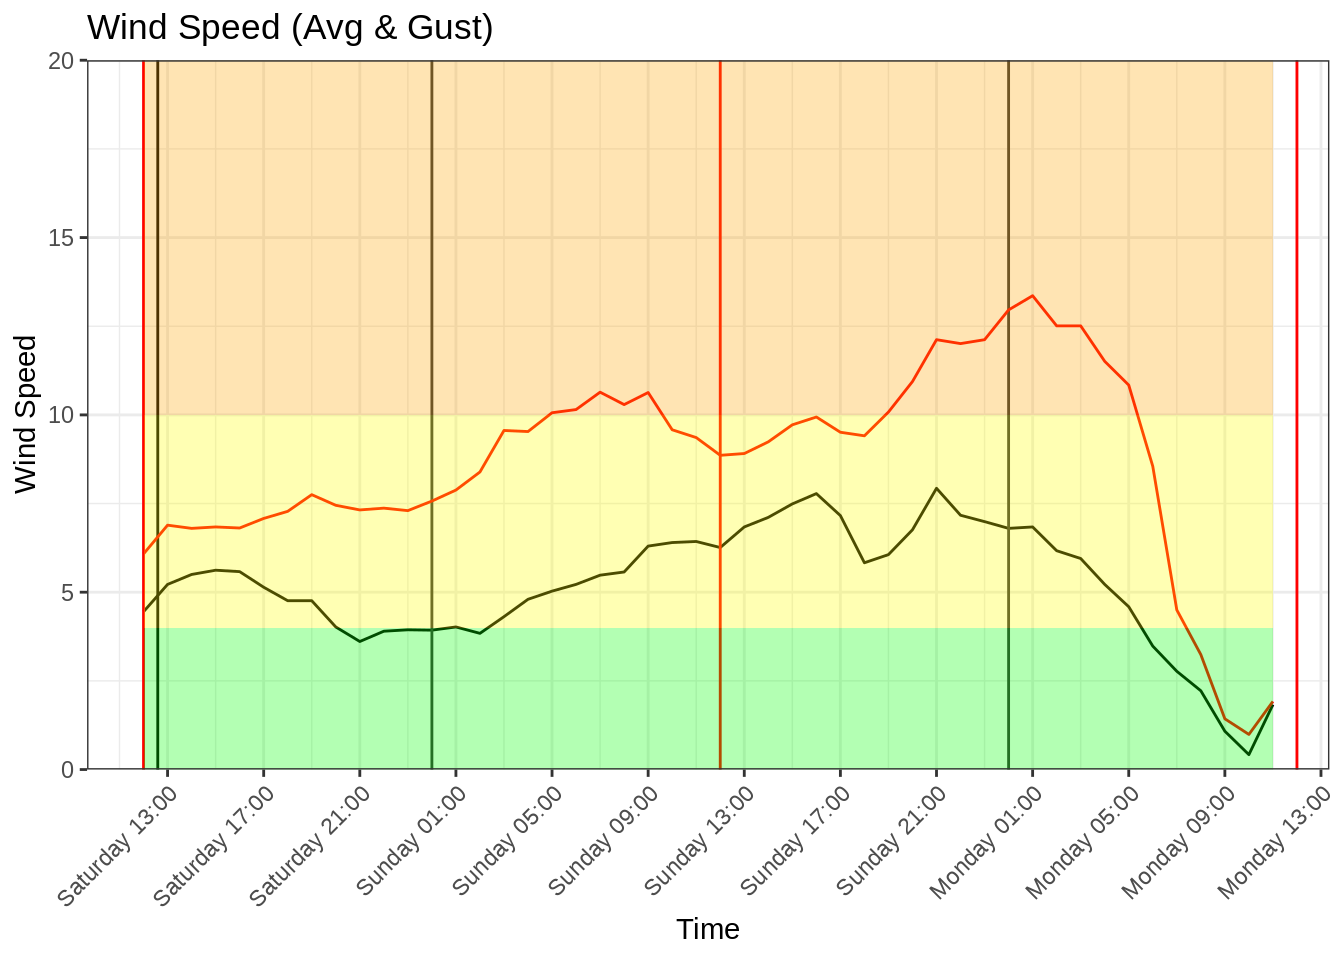 Wind Speed (Avg & Gust)
20
15
10
5
0
Wind Speed
Saturday 13:00
Saturday 17:00
Saturday 21:00
Sunday 01:00
Sunday 05:00
Sunday 09:00
Sunday 13:00
Sunday 17:00
Sunday 21:00
Monday 01:00
Monday 05:00
Monday 09:00
Monday 13:00
Time